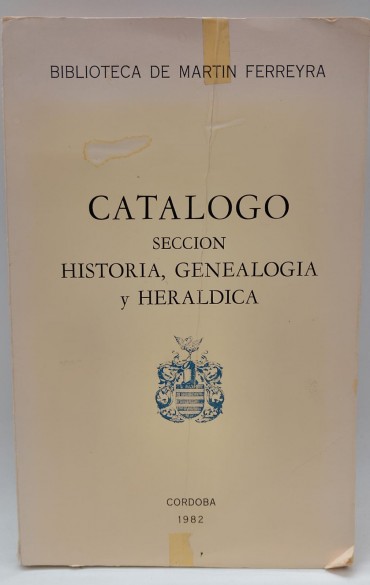 BIBLIOTECA DE MARTIN FERREYRA
CATALOGO
SECCION
HISTORIA, GENEALOGIA
y HERALDICA
CORDOBA
1982